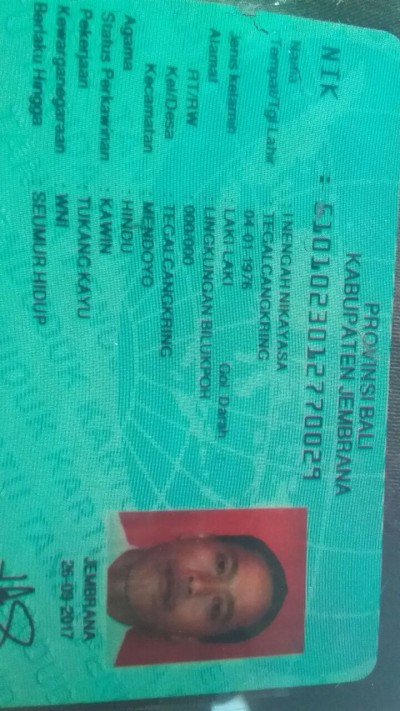 PROVINSI BALI
KABUPATEN JEMBRANA
NIK : 5101023012770029
Nama : I NENGAH NIKAYASA
Tempat/Tgl Lahir : TEGALCANGKRING
04-01-1976
Jenis kelamin : LAKI-LAKI Gol. Darah
Alamat : LINGKUNGAN BILUKPOH
RT/RW : 000/000
Kel/Desa : TEGALCANGKRING
Kecamatan : MENDOYO
Agama : HINDU
Status Perkawinan : KAWIN
Pekerjaan : TUKANG KAYU
Kewarganegaraan : WNI
Berlaku Hingga : SEUMUR HIDUP
JEMBRANA
26-09-2017